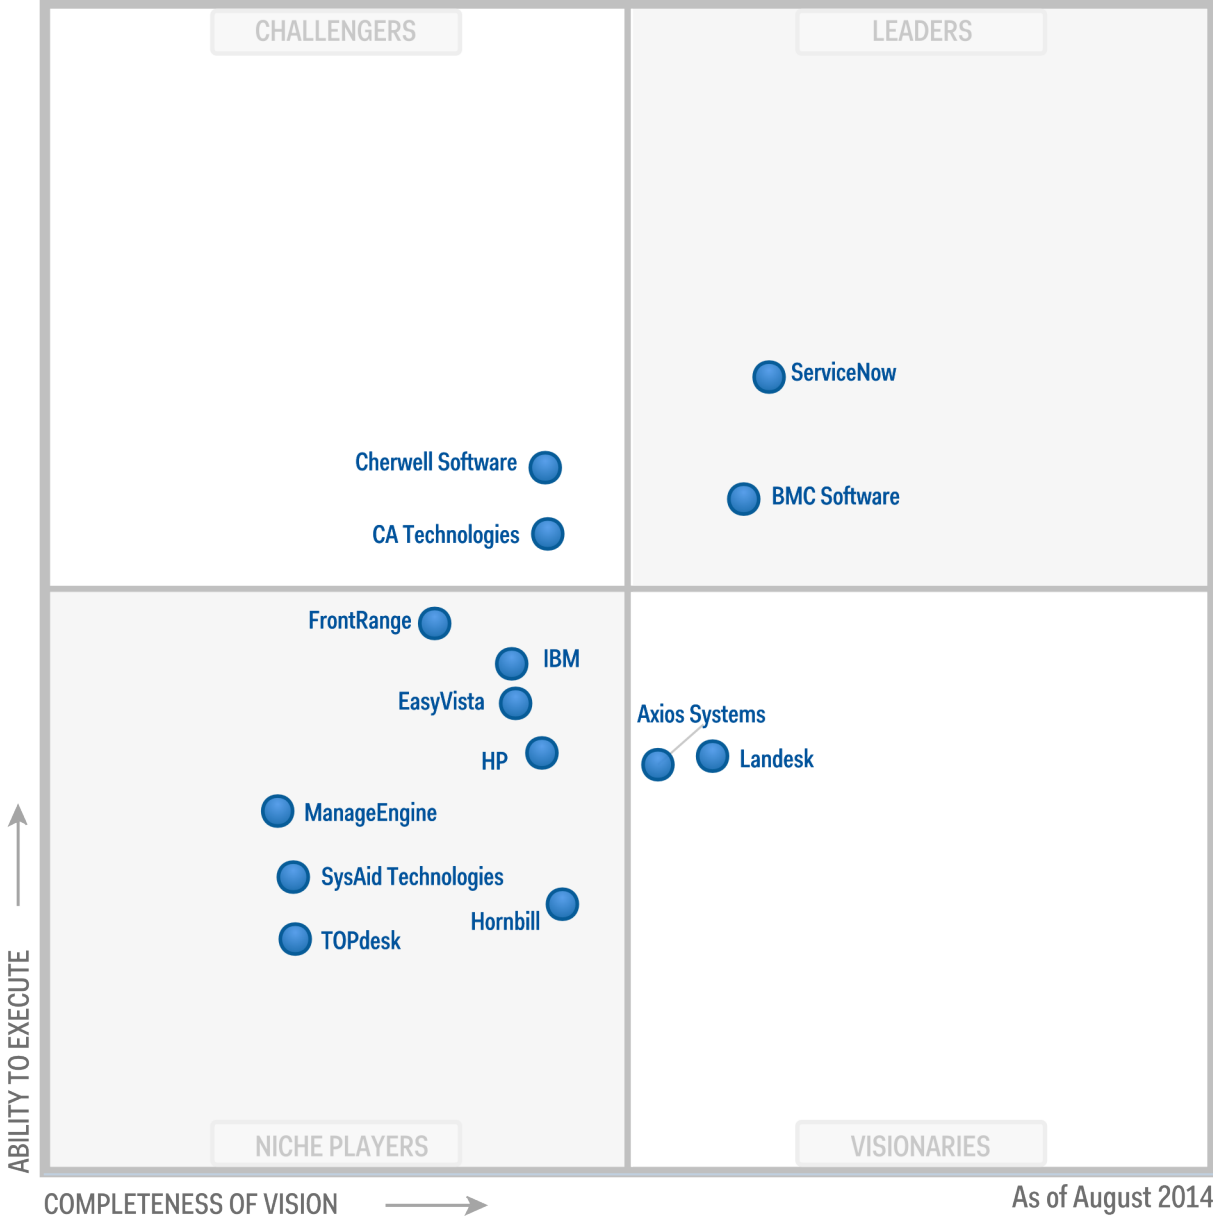 CHALLENGERS
LEADERS
ServiceNow
Cherwell Software
BMC Software
CA Technologies
FrontRange
IBM
EasyVista
Axios Systems
HP
Landesk
ManageEngine
SysAid Technologies
Hornbill
TOPdesk
ABILITY TO EXECUTE
NICHE PLAYERS
VISIONARIES
COMPLETENESS OF VISION
As of August 2014